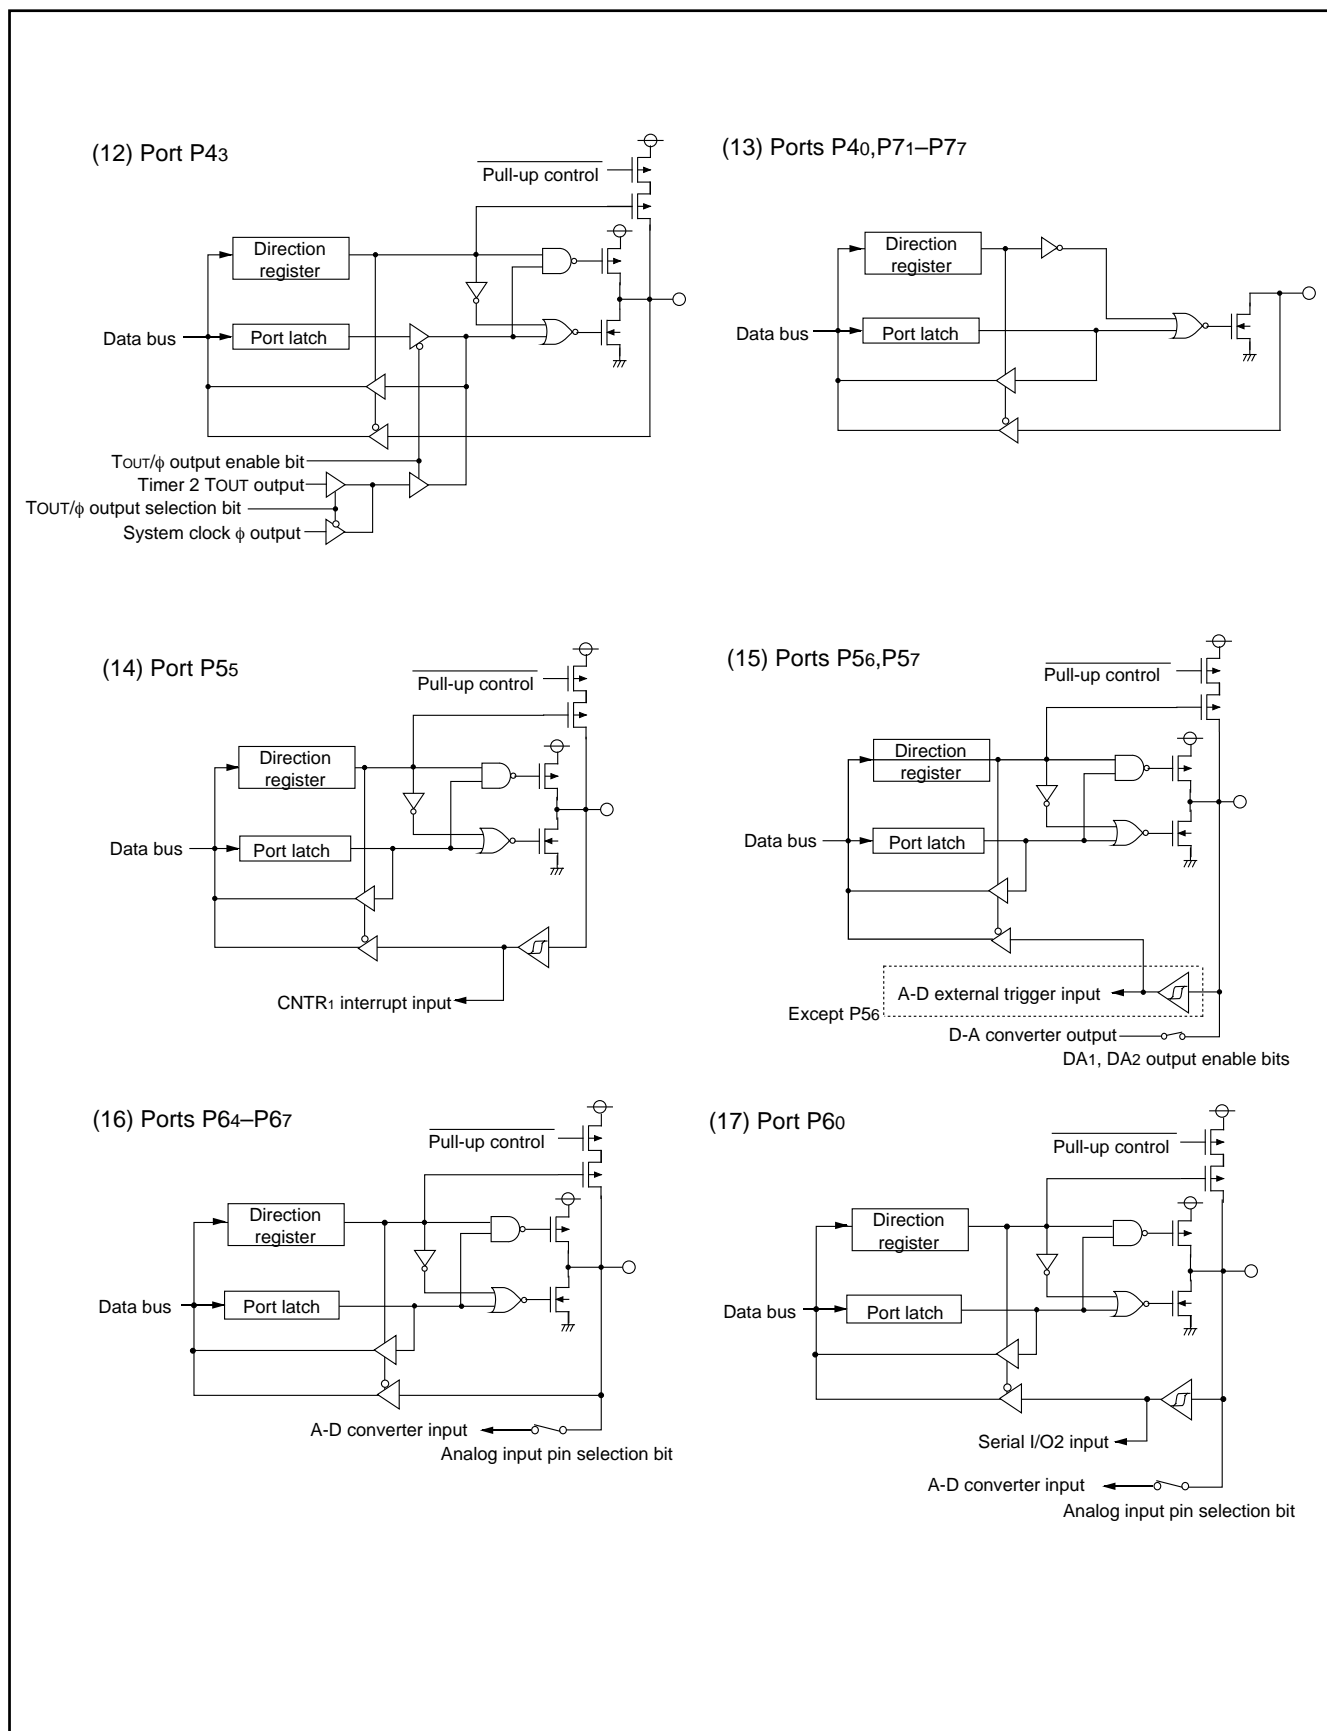 (12) Port P43
Pull-up control
Direction
register
Data bus
Port latch
TOUT/ϕ output enable bit
Timer 2 TOUT output
TOUT/ϕ output selection bit
System clock ϕ output
(13) Ports P40,P71–P77
Direction
register
Data bus
Port latch
(14) Port P55
Pull-up control
Direction
register
Data bus
Port latch
CNTR1 interrupt input
(15) Ports P56,P57
Pull-up control
Direction
register
Data bus
Port latch
A-D external trigger input
Except P56
D-A converter output
DA1, DA2 output enable bits
(16) Ports P64–P67
Pull-up control
Direction
register
Data bus
Port latch
A-D converter input
Analog input pin selection bit
(17) Port P60
Pull-up control
Direction
register
Data bus
Port latch
Serial I/O2 input
A-D converter input
Analog input pin selection bit